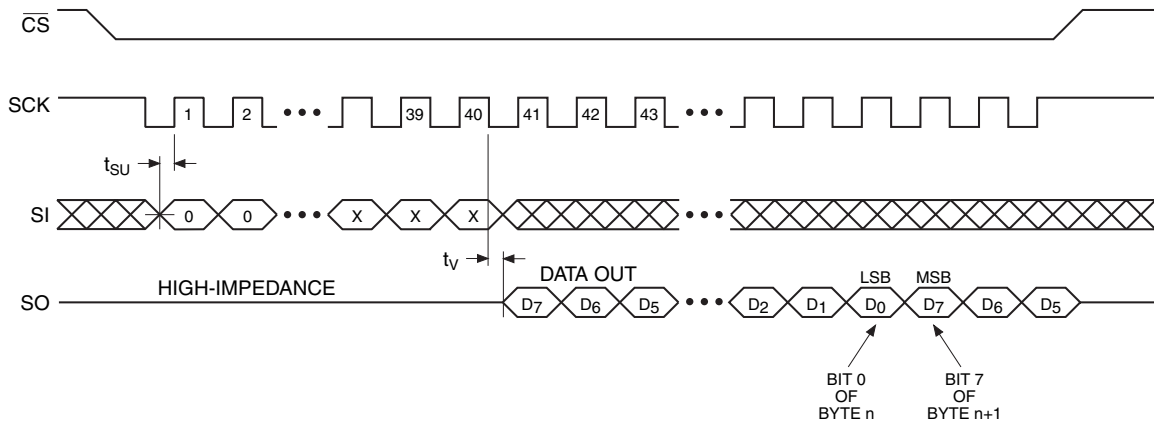 CS
SCK 1 2 ••• 39 40 41 42 43 •••
tSU
SI 0 0 ••• X X X •••
tV
DATA OUT LSB MSB
HIGH-IMPEDANCE
SO D7 D6 D5 ••• D2 D1 D0 D7 D6 D5
BIT 0
OF
BYTE n
BIT 7
OF
BYTE n+1